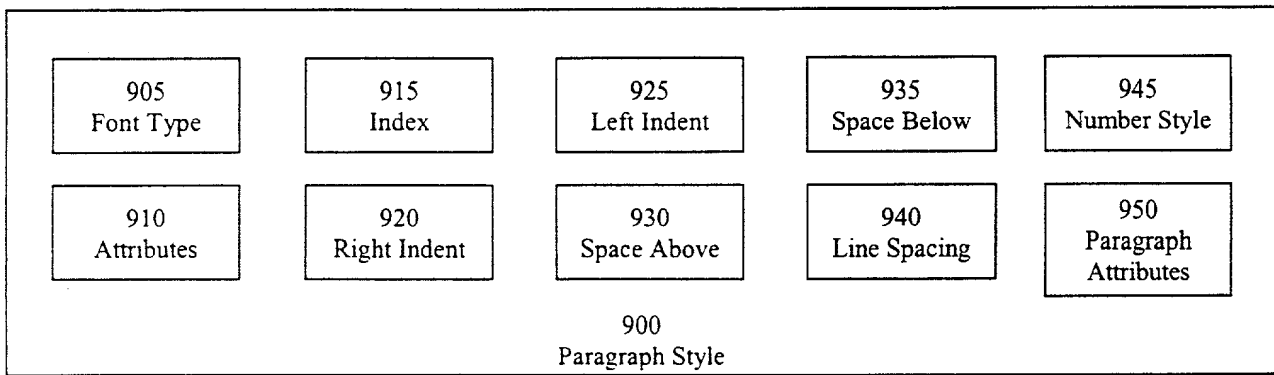 905
Font Type
915
Index
925
Left Indent
935
Space Below
945
Number Style
910
Attributes
920
Right Indent
930
Space Above
940
Line Spacing
950
Paragraph
Attributes
900
Paragraph Style